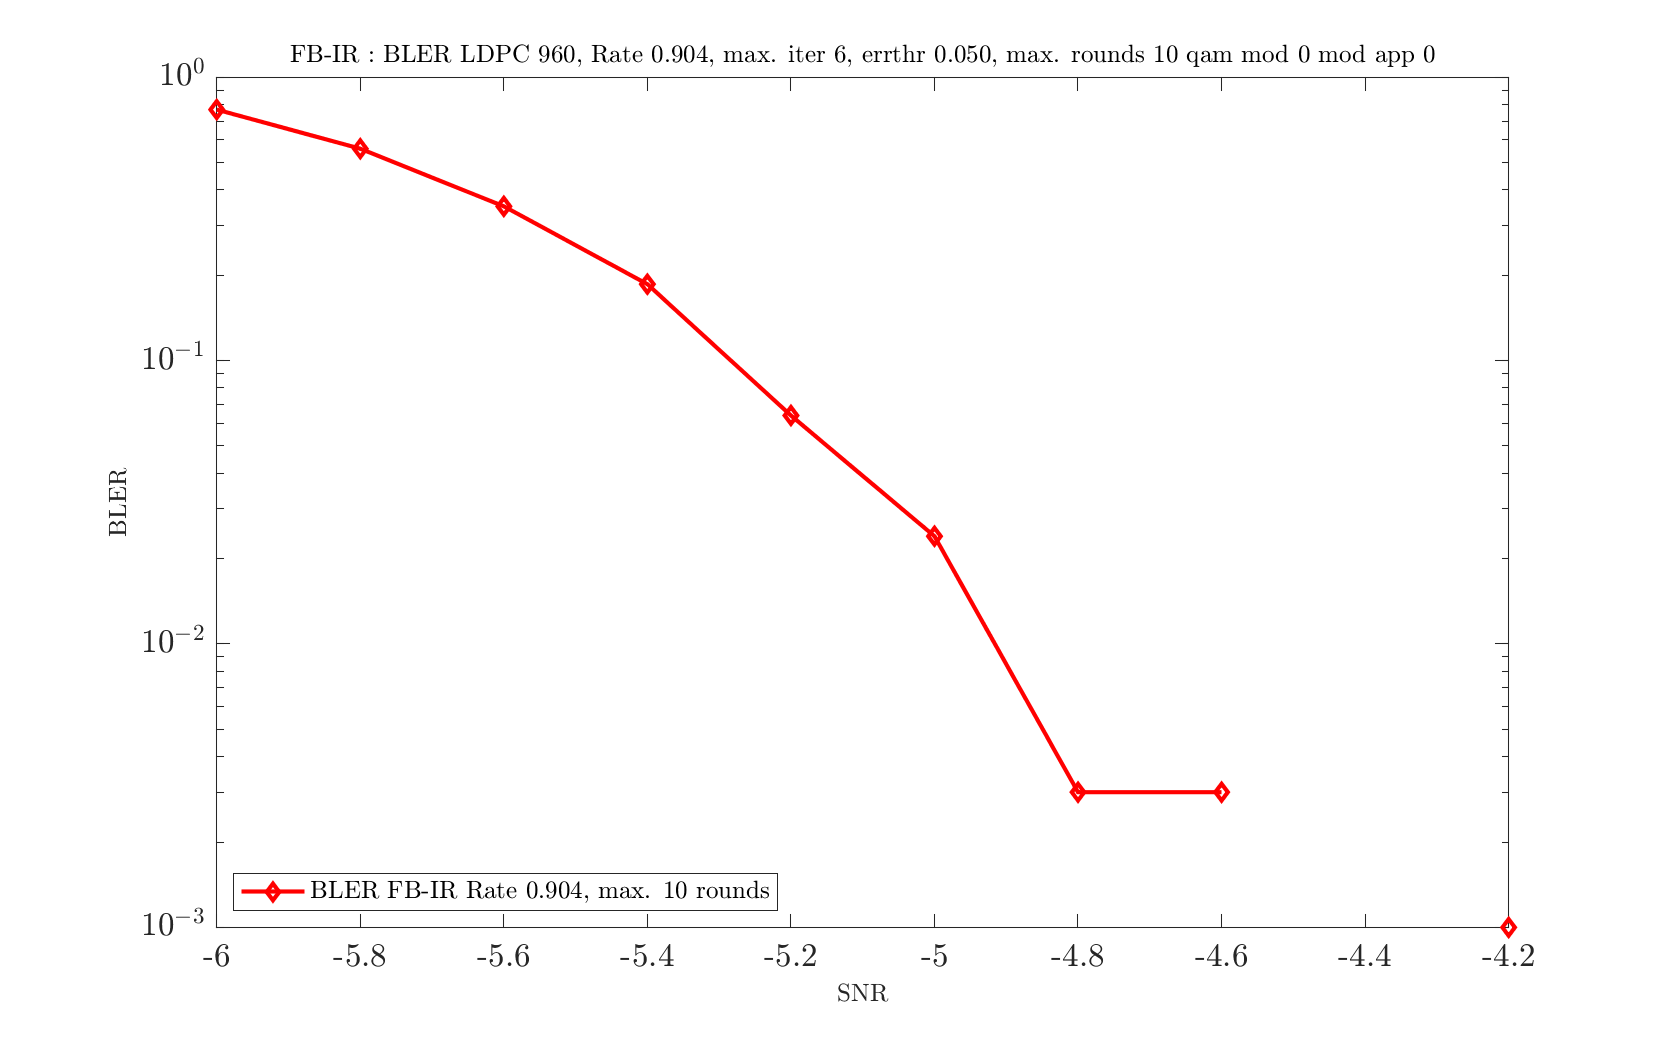 FB-IR : BLER LDPC 960, Rate 0.904, max. iter 6, errthr 0.050, max. rounds 10 qam mod 0 mod app 0
10^0
10^-1
10^-2
10^-3
BLER
BLER FB-IR Rate 0.904, max. 10 rounds
-6 -5.8 -5.6 -5.4 -5.2 -5 -4.8 -4.6 -4.4 -4.2
SNR